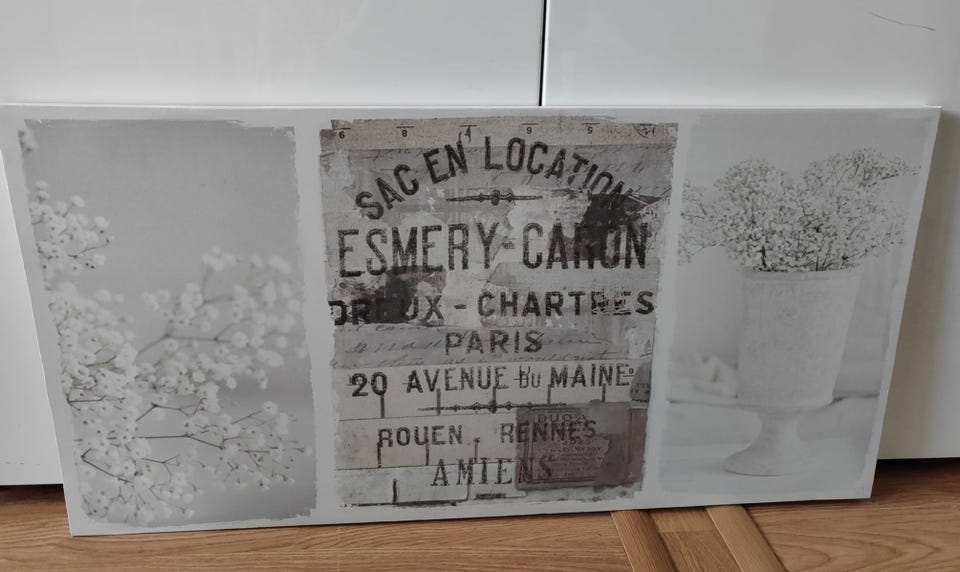 SAC EN LOCATION
ESMERY-CARON
DREUX - CHARTRES
PARIS
20 AVENUE DU MAINE
ROUEN RENNES
AMIENS